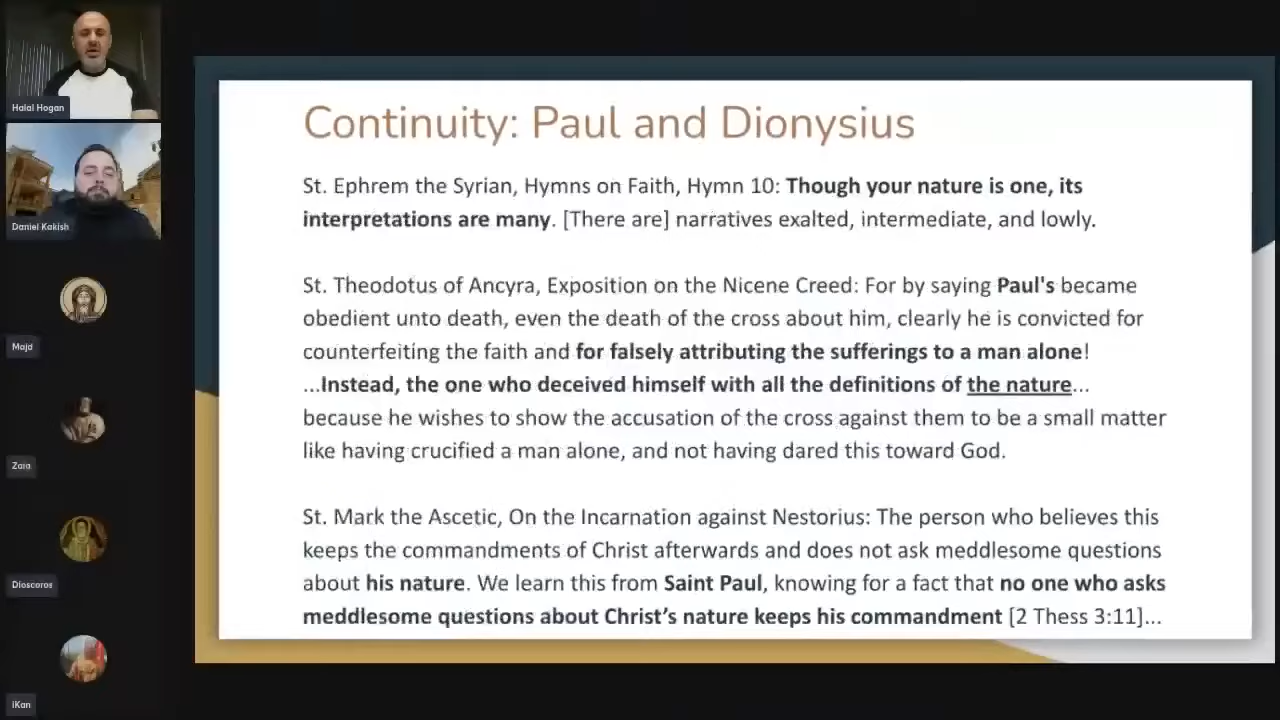 Halal Hogan
Daniel Kakish
Majd
Zara
Dioscoros
iKan
Continuity: Paul and Dionysius
St. Ephrem the Syrian, Hymns on Faith, Hymn 10: Though your nature is one, its
interpretations are many. [There are] narratives exalted, intermediate, and lowly.
St. Theodotus of Ancyra, Exposition on the Nicene Creed: For by saying Paul's became
obedient unto death, even the death of the cross about him, clearly he is convicted for
counterfeiting the faith and for falsely attributing the sufferings to a man alone!
...Instead, the one who deceived himself with all the definitions of the nature...
because he wishes to show the accusation of the cross against them to be a small matter
like having crucified a man alone, and not having dared this toward God.
St. Mark the Ascetic, On the Incarnation against Nestorius: The person who believes this
keeps the commandments of Christ afterwards and does not ask meddlesome questions
about his nature. We learn this from Saint Paul, knowing for a fact that no one who asks
meddlesome questions about Christ’s nature keeps his commandment [2 Thess 3:11]...